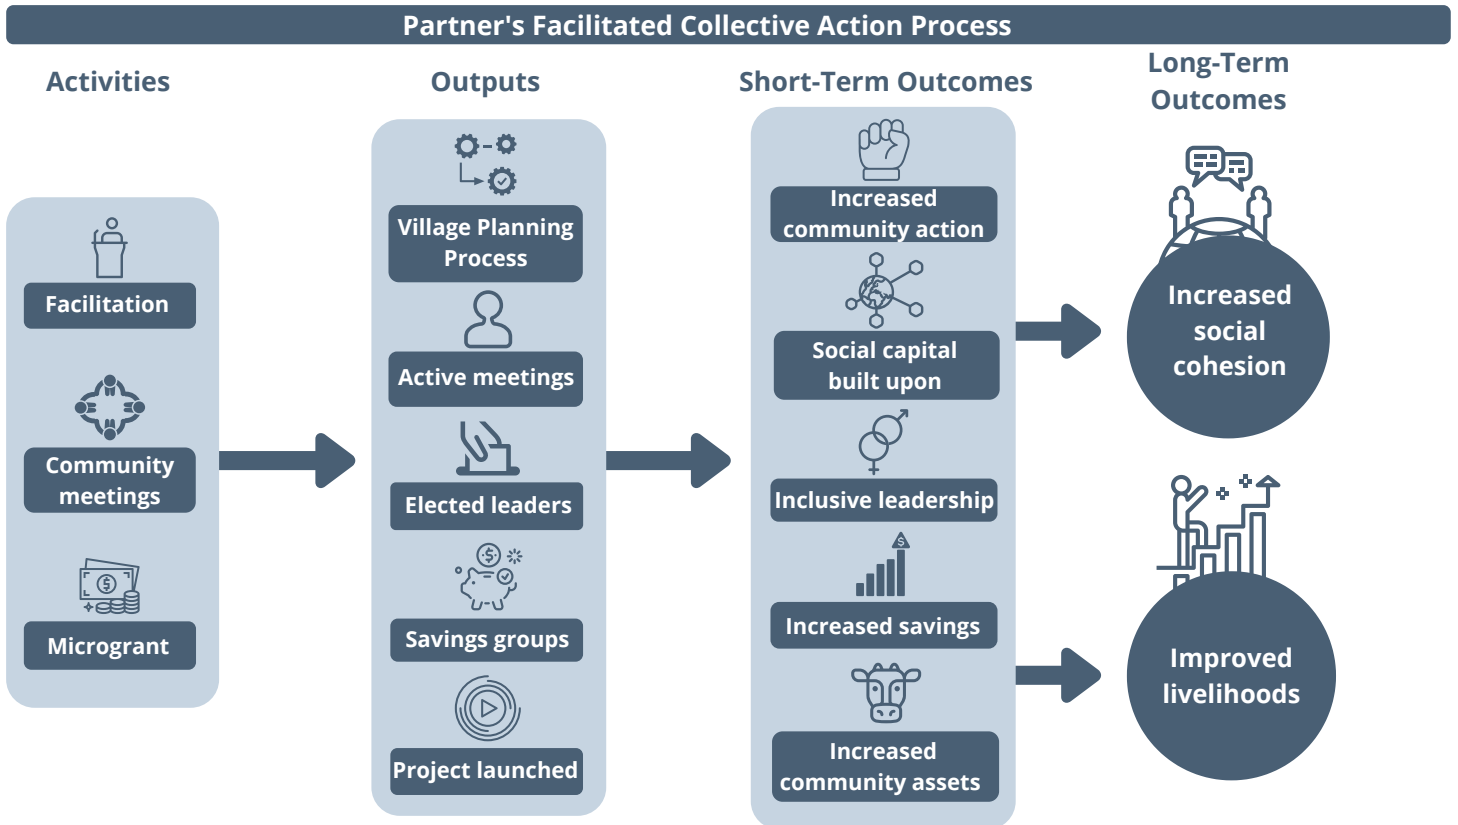 Partner's Facilitated Collective Action Process
Activities
Facilitation
Community
meetings
Microgrant
Outputs
Village Planning
Process
Active meetings
Elected leaders
Savings groups
Project launched
Short-Term Outcomes
Increased
community action
Social capital
built upon
Inclusive leadership
Increased savings
Increased
community assets
Long-Term
Outcomes
Increased
social
cohesion
Improved
livelihoods